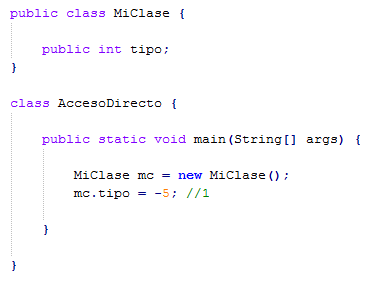 public class MiClase {
public int tipo;
}
class AccesoDirecto {
public static void main(String[] args) {
MiClase mc = new MiClase();
mc.tipo = -5; //1
}
}